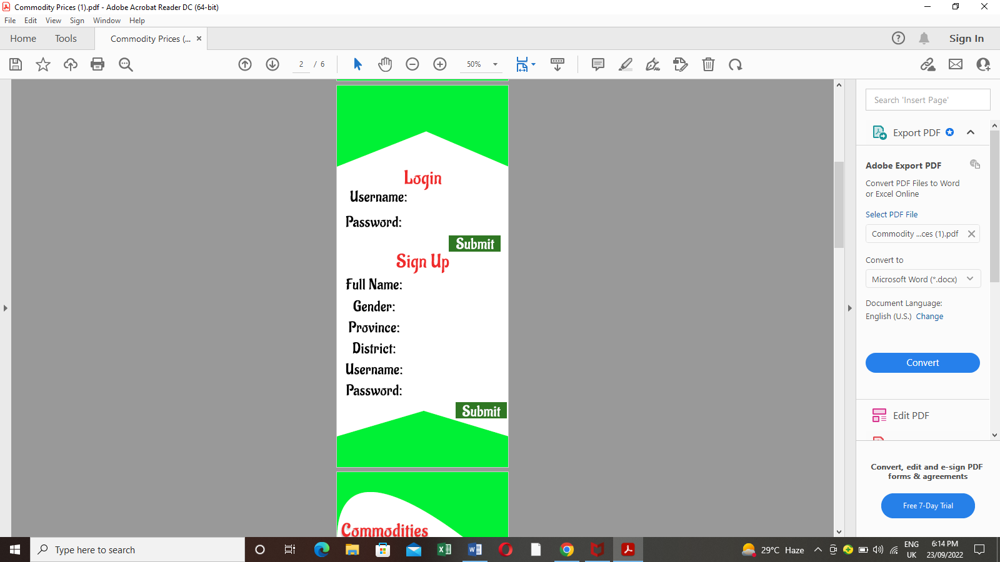 Commodity Prices (1).pdf - Adobe Acrobat Reader DC (64-bit)
File Edit View Sign Window Help
Home Tools Commodity Prices (... × Sign In
2 / 6 50%
Search 'Insert Page'
Export PDF
Adobe Export PDF
Convert PDF Files to Word
or Excel Online
Select PDF File
Commodity ...ces (1).pdf
Convert to
Microsoft Word (*.docx)
Document Language:
English (U.S.) Change
Convert
Edit PDF
Convert, edit and e-sign PDF
forms & agreements
Free 7-Day Trial
Login
Username:
Password:
Submit
Sign Up
Full Name:
Gender:
Province:
District:
Username:
Password:
Submit
Commodities
Type here to search
29°C Haze
ENG
UK
6:14 PM
23/09/2022